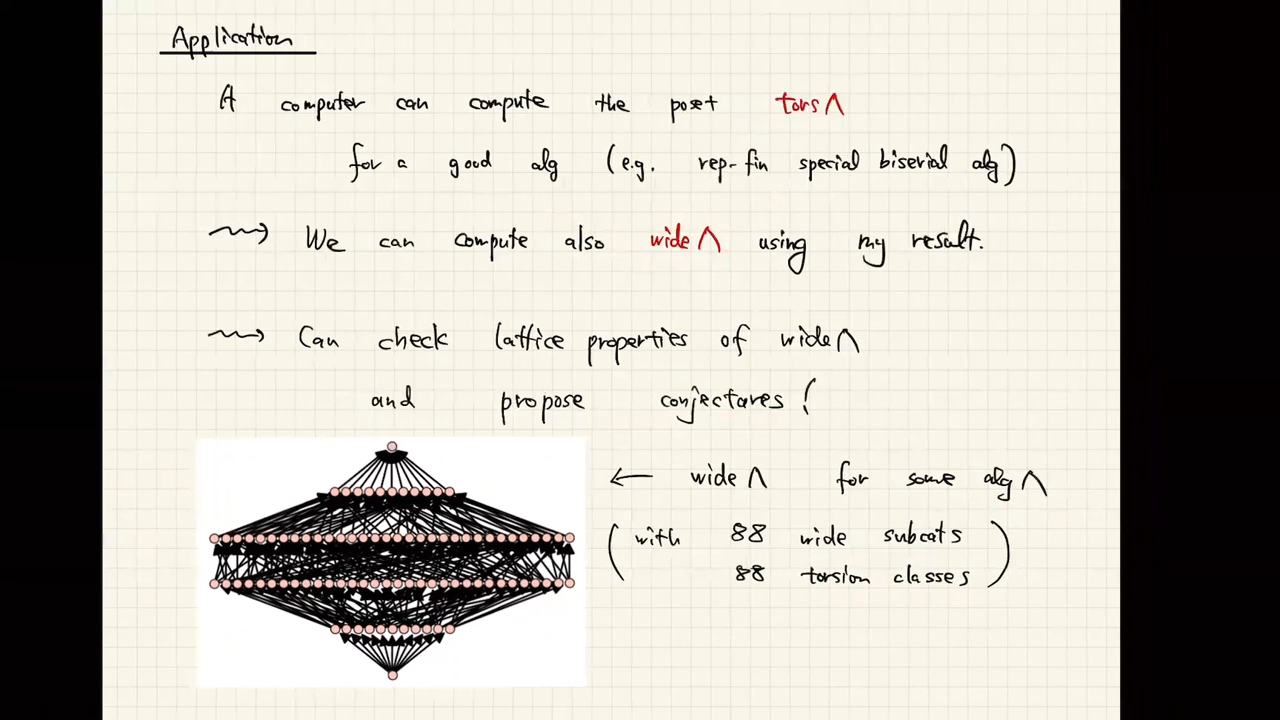 Application
A computer can compute the poset tors Λ
for a good alg (e.g. rep-fin special biserial alg)
⇝ We can compute also wide Λ using my result.
⇝ Can check lattice properties of wide Λ
and propose conjectures!
← wide Λ for some alg Λ
(with 88 wide subcats
88 torsion classes)